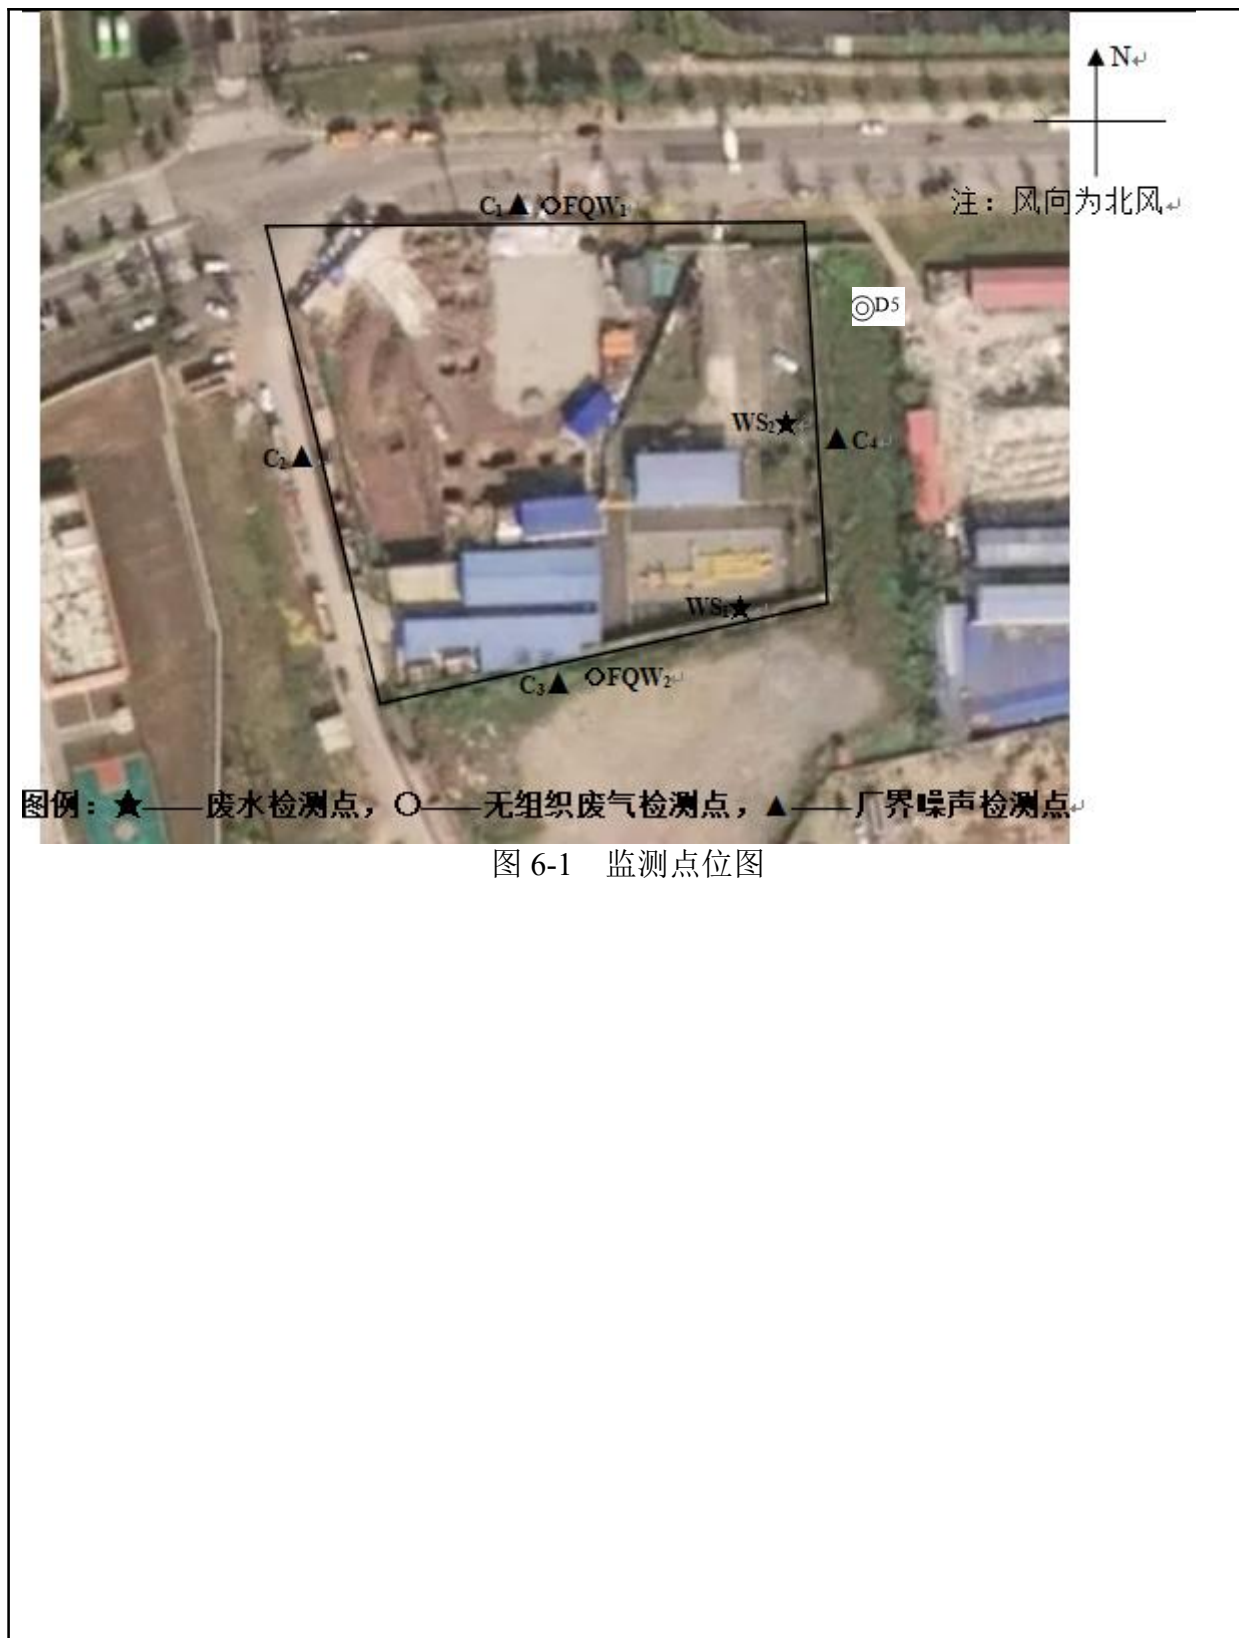 N
注：风向为北风
C₁▲ ○FQW₁
◎D5
WS₂★
▲C₄
C₂▲
WS₁★
C₃▲ ○FQW₂
图例：★——废水检测点，○——无组织废气检测点，▲——厂界噪声检测点
图 6-1 监测点位图